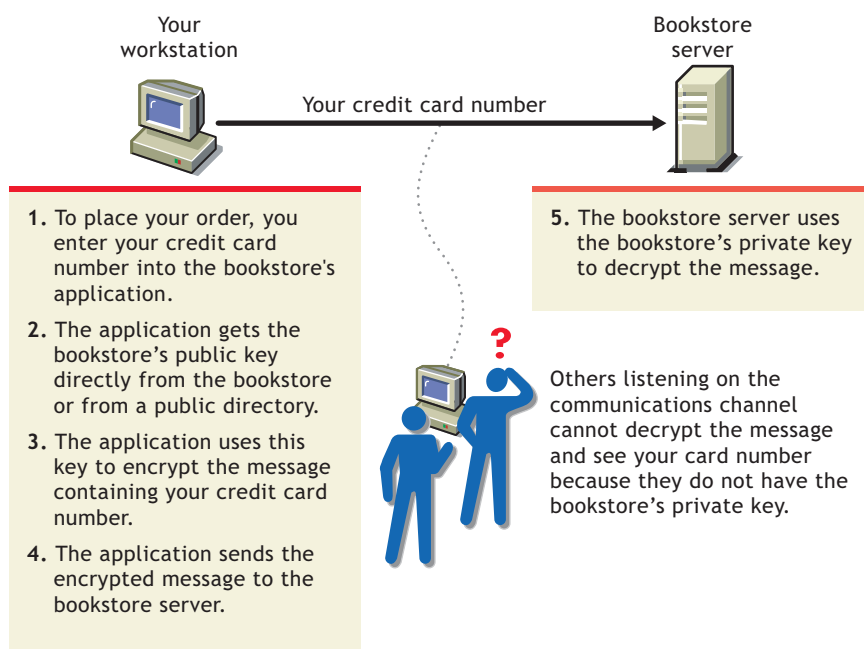 Your
workstation
Bookstore
server
Your credit card number
1. To place your order, you
enter your credit card
number into the bookstore's
application.
2. The application gets the
bookstore’s public key
directly from the bookstore
or from a public directory.
3. The application uses this
key to encrypt the message
containing your credit card
number.
4. The application sends the
encrypted message to the
bookstore server.
5. The bookstore server uses
the bookstore’s private key
to decrypt the message.
?
Others listening on the
communications channel
cannot decrypt the message
and see your card number
because they do not have the
bookstore’s private key.